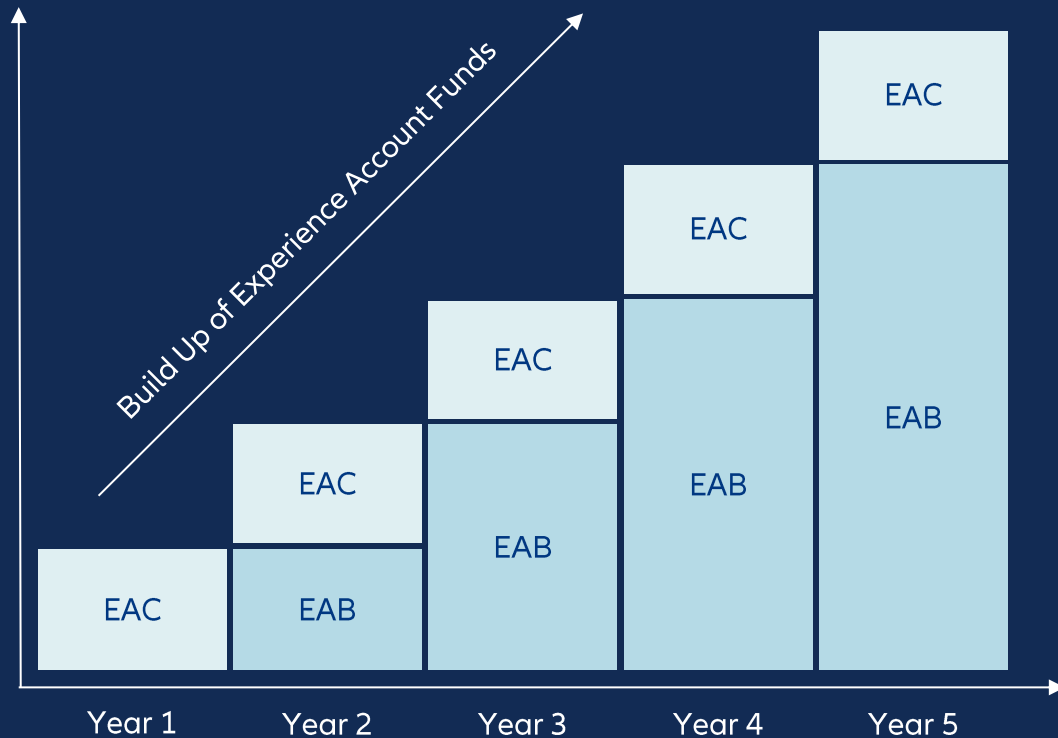 Build Up of Experience Account Funds
EAC
EAC
EAC
EAC
EAB
EAC
EAB
EAB
EAC
EAB
Year 1
Year 2
Year 3
Year 4
Year 5